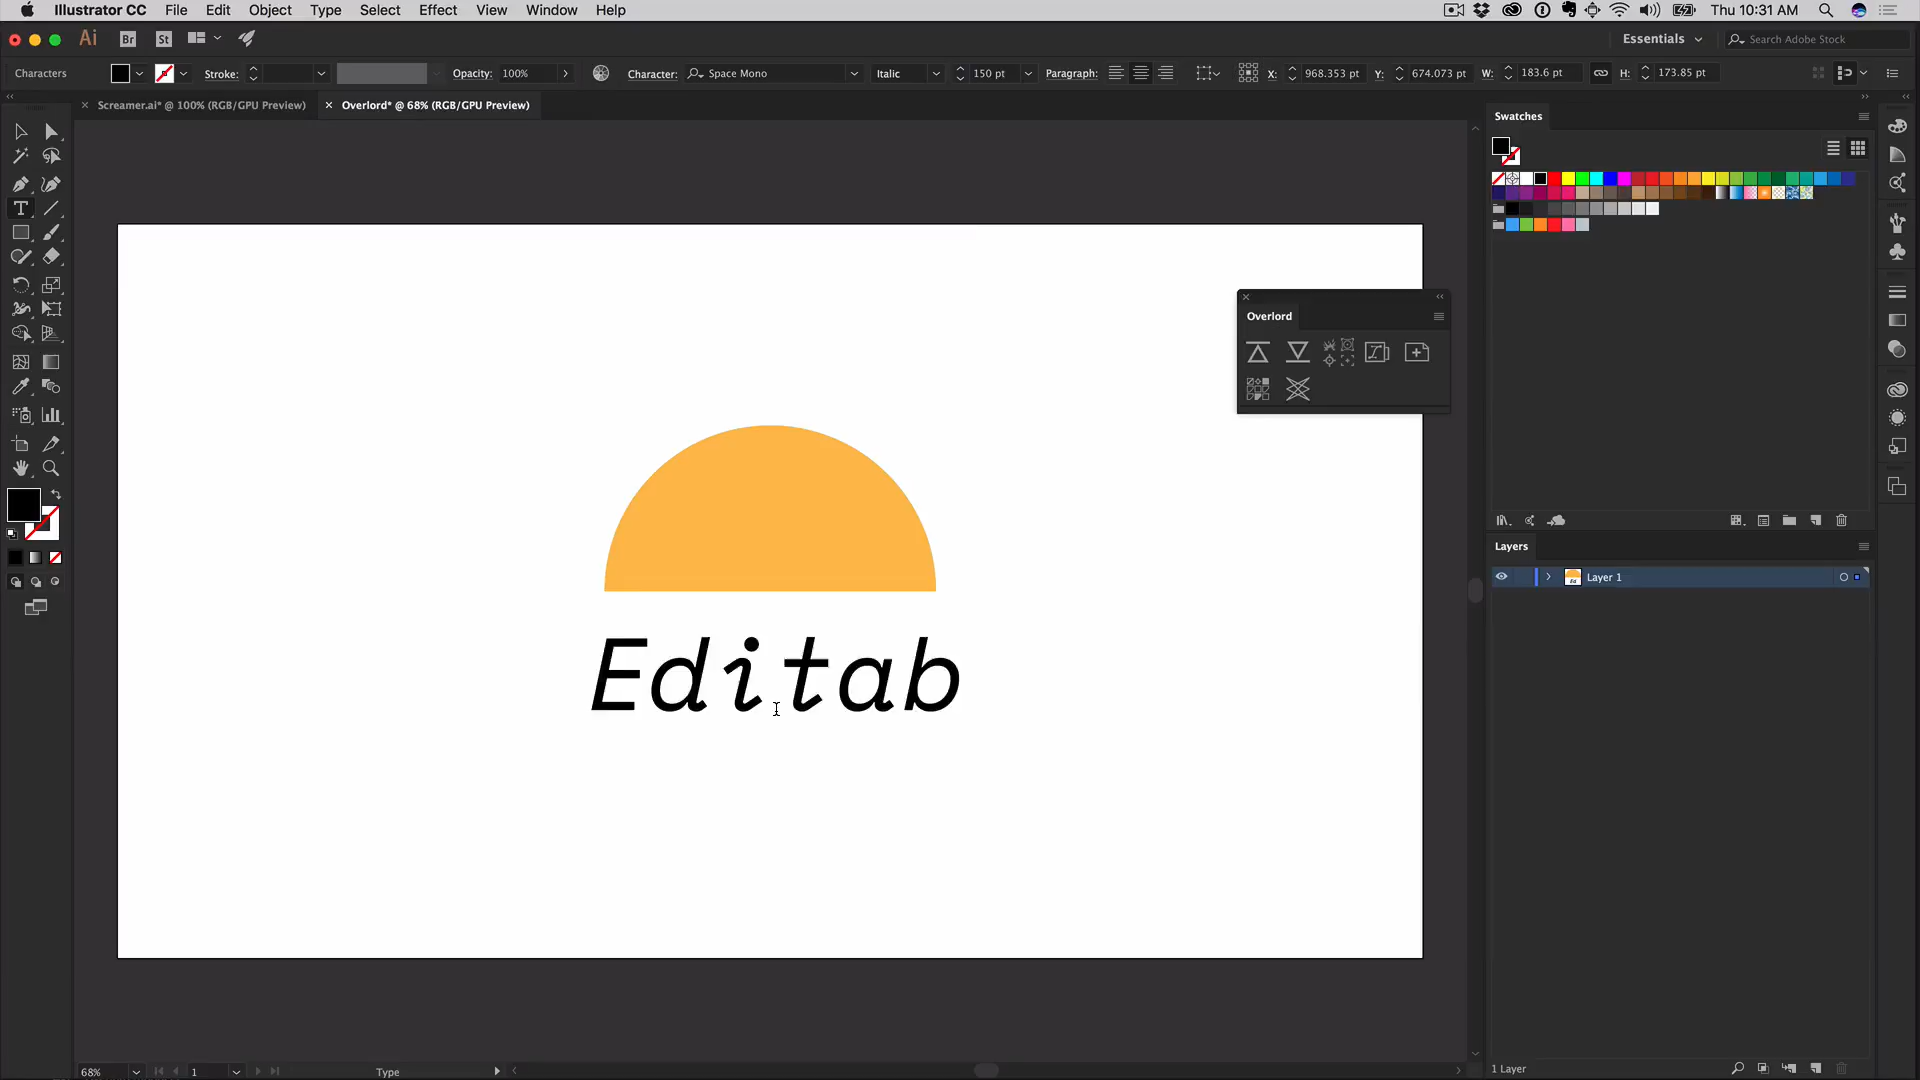 Illustrator CC File Edit Object Type Select Effect View Window Help
Thu 10:31 AM
Ai Br St
Essentials
Search Adobe Stock
Characters Stroke: Opacity: 100% Character: Space Mono Italic 150 pt Paragraph: X: 968.353 pt Y: 674.073 pt W: 183.6 pt H: 173.85 pt
Screamer.ai* @ 100% (RGB/GPU Preview)
Overlord* @ 68% (RGB/GPU Preview)
Swatches
Overlord
Editab
Layers
Layer 1
68%
1
Type
1 Layer